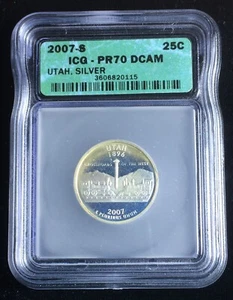 2007-S 25C
ICG - PR70 DCAM
UTAH, SILVER
3606820115
UTAH
1896
CROSSROADS OF THE WEST
2007
E PLURIBUS UNUM